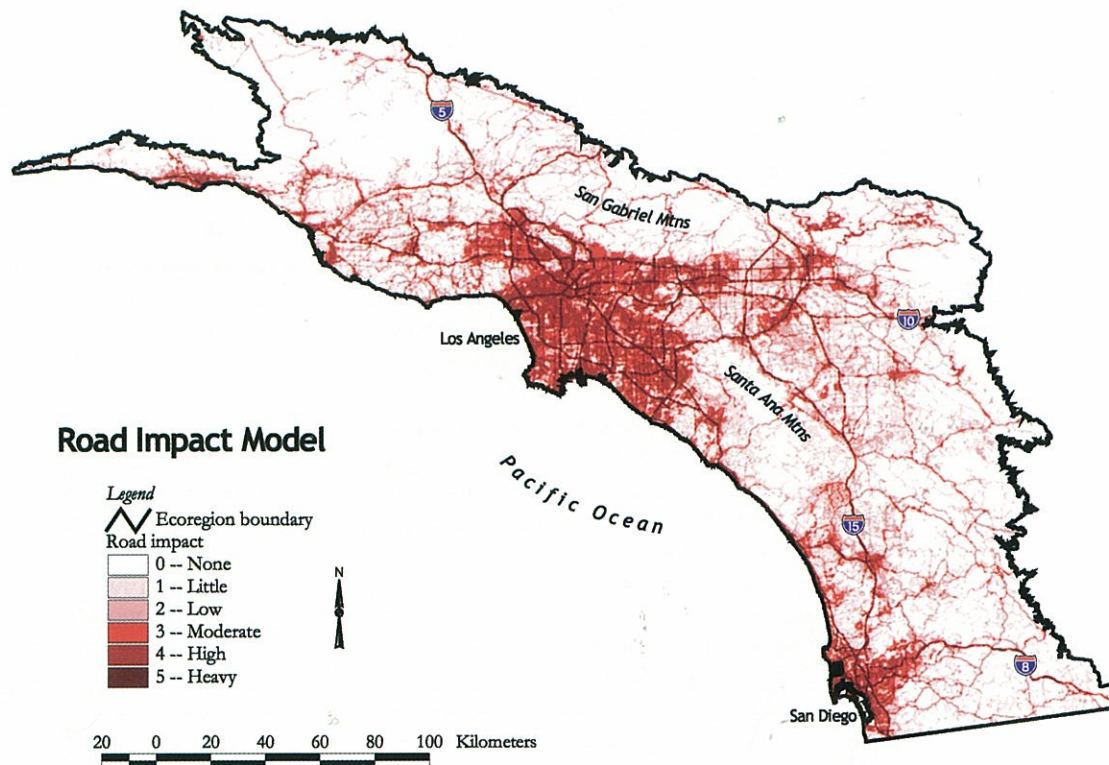 5
San Gabriel Mtns
10
Los Angeles
Santa Ana Mtns
Road Impact Model
Pacific Ocean
Legend
Ecoregion boundary
Road impact
0 -- None
1 -- Little
2 -- Low
3 -- Moderate
4 -- High
5 -- Heavy
N
15
8
San Diego
20 0 20 40 60 80 100 Kilometers